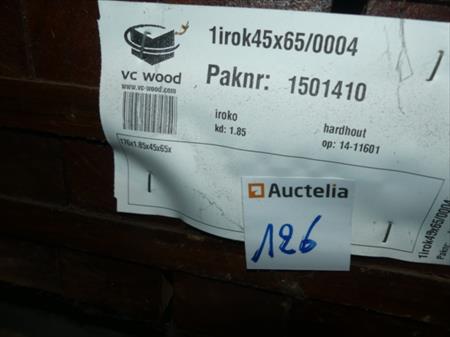 1irok45x65/0004
VC WOOD
www.vc-wood.com
Paknr: 1501410
iroko
kd: 1.85
hardhout
op: 14-11601
176x1.85x45x65x
Auctelia
126
1irok45x65/0004
Paknr: